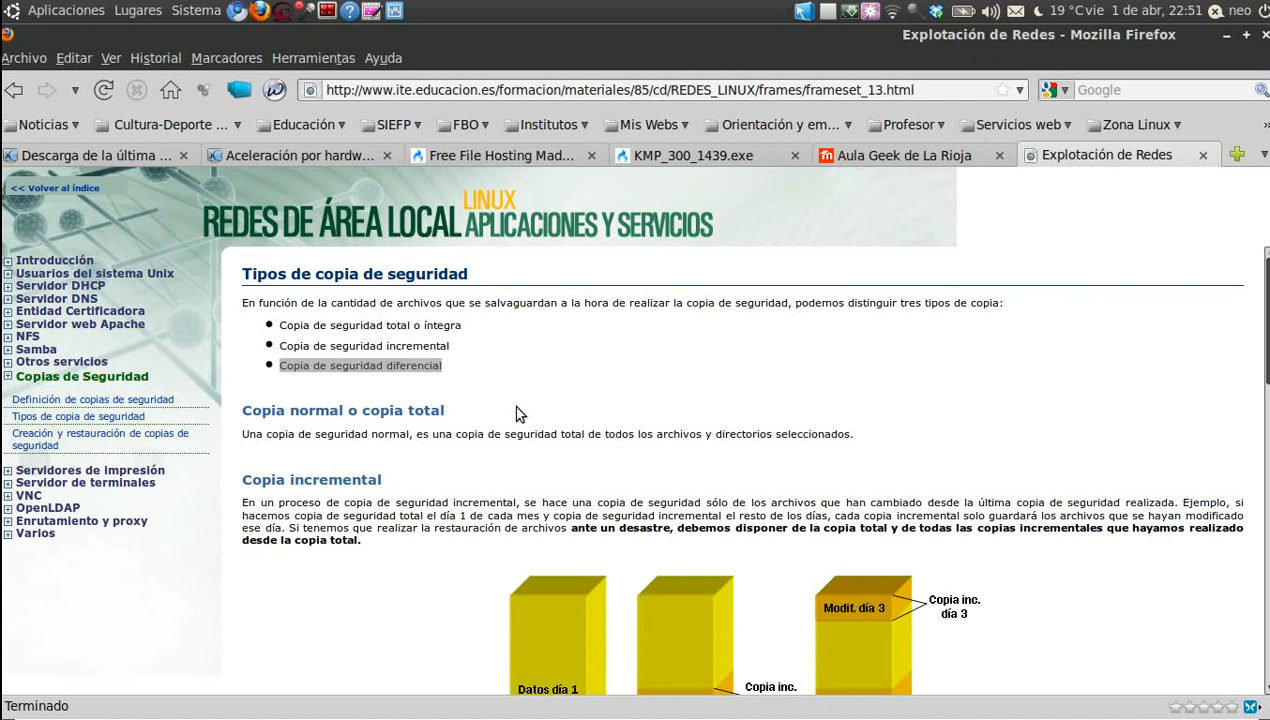 Aplicaciones Lugares Sistema 19 °C vie 1 de abr, 22:51 neo
Explotación de Redes - Mozilla Firefox
Archivo Editar Ver Historial Marcadores Herramientas Ayuda
http://www.ite.educacion.es/formacion/materiales/85/cd/REDES_LINUX/frames/frameset_13.html Google
Noticias Cultura-Deporte ... Educación SIEFP FBO Institutos Mis Webs Orientación y em... Profesor Servicios web Zona Linux
Descarga de la última ... Aceleración por hardw... Free File Hosting Mad... KMP_300_1439.exe Aula Geek de La Rioja Explotación de Redes
<< Volver al índice
LINUX
REDES DE ÁREA LOCAL APLICACIONES Y SERVICIOS
Introducción
Usuarios del sistema Unix
Servidor DHCP
Servidor DNS
Entidad Certificadora
Servidor web Apache
NFS
Samba
Otros servicios
Copias de Seguridad
Definición de copias de seguridad
Tipos de copia de seguridad
Creación y restauración de copias de
seguridad
Servidores de impresión
Servidor de terminales
VNC
OpenLDAP
Enrutamiento y proxy
Varios
Tipos de copia de seguridad
En función de la cantidad de archivos que se salvaguardan a la hora de realizar la copia de seguridad, podemos distinguir tres tipos de copia:
Copia de seguridad total o íntegra
Copia de seguridad incremental
Copia de seguridad diferencial
Copia normal o copia total
Una copia de seguridad normal, es una copia de seguridad total de todos los archivos y directorios seleccionados.
Copia incremental
En un proceso de copia de seguridad incremental, se hace una copia de seguridad sólo de los archivos que han cambiado desde la última copia de seguridad realizada. Ejemplo, si
hacemos copia de seguridad total el día 1 de cada mes y copia de seguridad incremental el resto de los días, cada copia incremental solo guardará los archivos que se hayan modificado
ese día. Si tenemos que realizar la restauración de archivos ante un desastre, debemos disponer de la copia total y de todas las copias incrementales que hayamos realizado
desde la copia total.
Modif. día 3
Copia inc.
día 3
Datos día 1
Copia inc.
Terminado